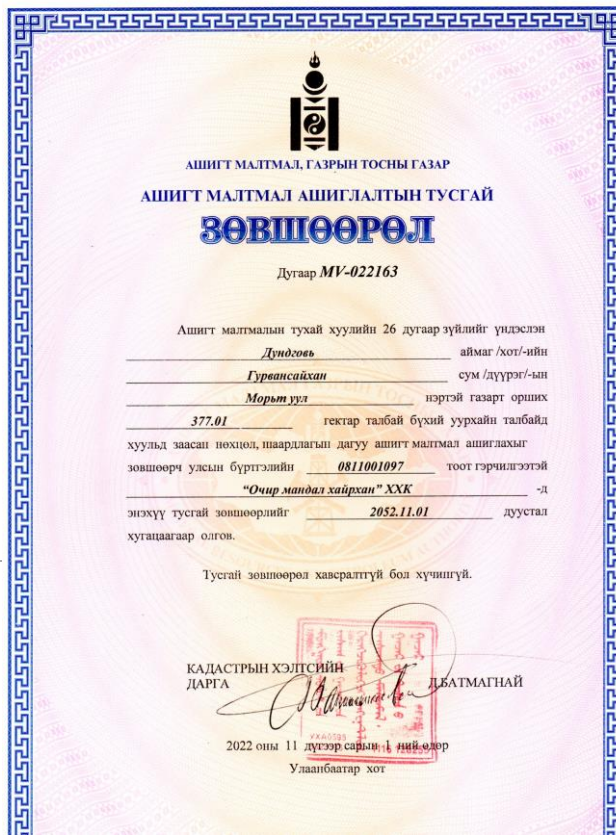 АШИГТ МАЛТМАЛ, ГАЗРЫН ТОСНЫ ГАЗАР
АШИГТ МАЛТМАЛ АШИГЛАЛТЫН ТУСГАЙ
ЗӨВШӨӨРӨЛ
Дугаар MV-022163
Ашигт малтмалын тухай хуулийн 26 дугаар зүйлийг үндэслэн
Дундговь аймаг /хот/-ийн
Гурвансайхан сум /дүүрэг/-ын
Морьт уул нэртэй газарт орших
377.01 гектар талбай бүхий уурхайн талбайд
хуульд заасан нөхцөл, шаардлагын дагуу ашигт малтмал ашиглахыг
зөвшөөрч улсын бүртгэлийн 0811001097 тоот гэрчилгээтэй
“Очир мандал хайрхан” ХХК -д
энэхүү тусгай зөвшөөрлийг 2052.11.01 дуустал
хугацаагаар олгов.
Тусгай зөвшөөрөл хавсралтгүй бол хүчингүй.
КАДАСТРЫН ХЭЛТСИЙН
ДАРГА Д.БАТМАГНАЙ
2022 оны 11 дүгээр сарын 1 ний өдөр
Улаанбаатар хот